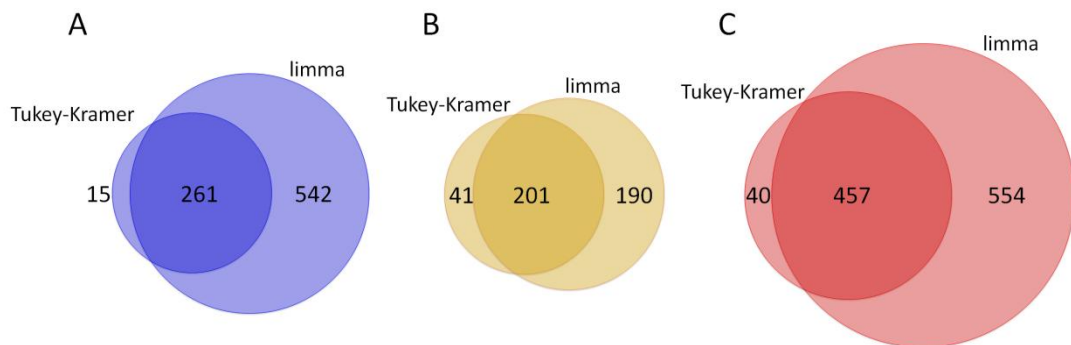 A
limma
Tukey-Kramer
15
261
542
B
limma
Tukey-Kramer
41
201
190
C
limma
Tukey-Kramer
40
457
554